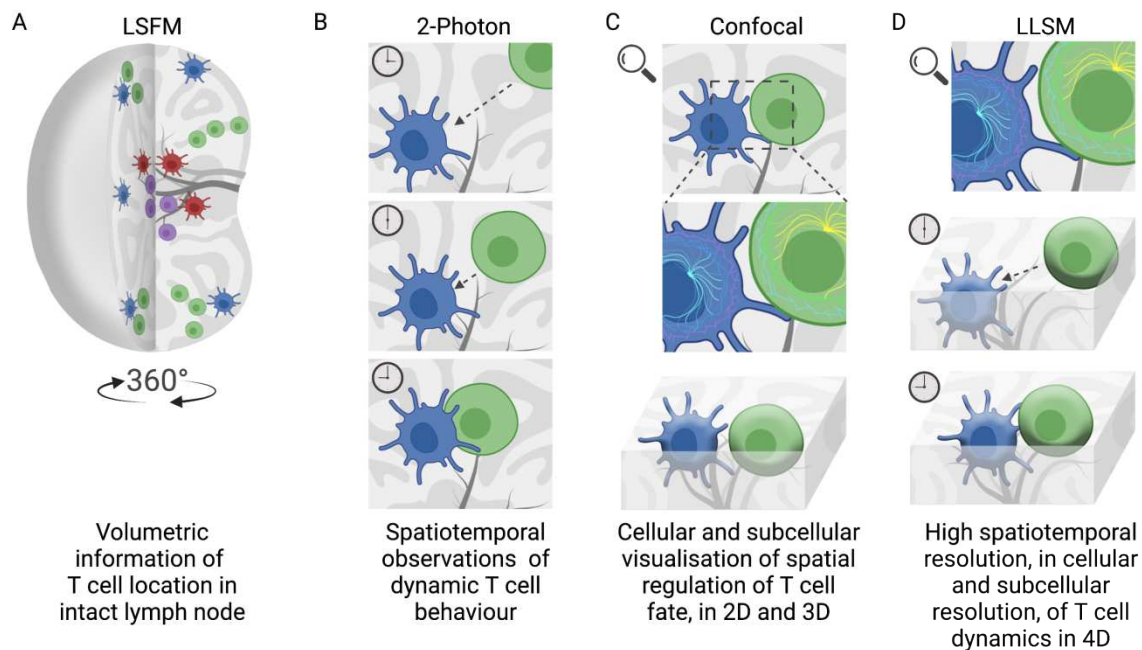 A
LSFM
360°
Volumetric
information of
T cell location in
intact lymph node
B
2-Photon
Spatiotemporal
observations of
dynamic T cell
behaviour
C
Confocal
Cellular and subcellular
visualisation of spatial
regulation of T cell
fate, in 2D and 3D
D
LLSM
High spatiotemporal
resolution, in cellular
and subcellular
resolution, of T cell
dynamics in 4D